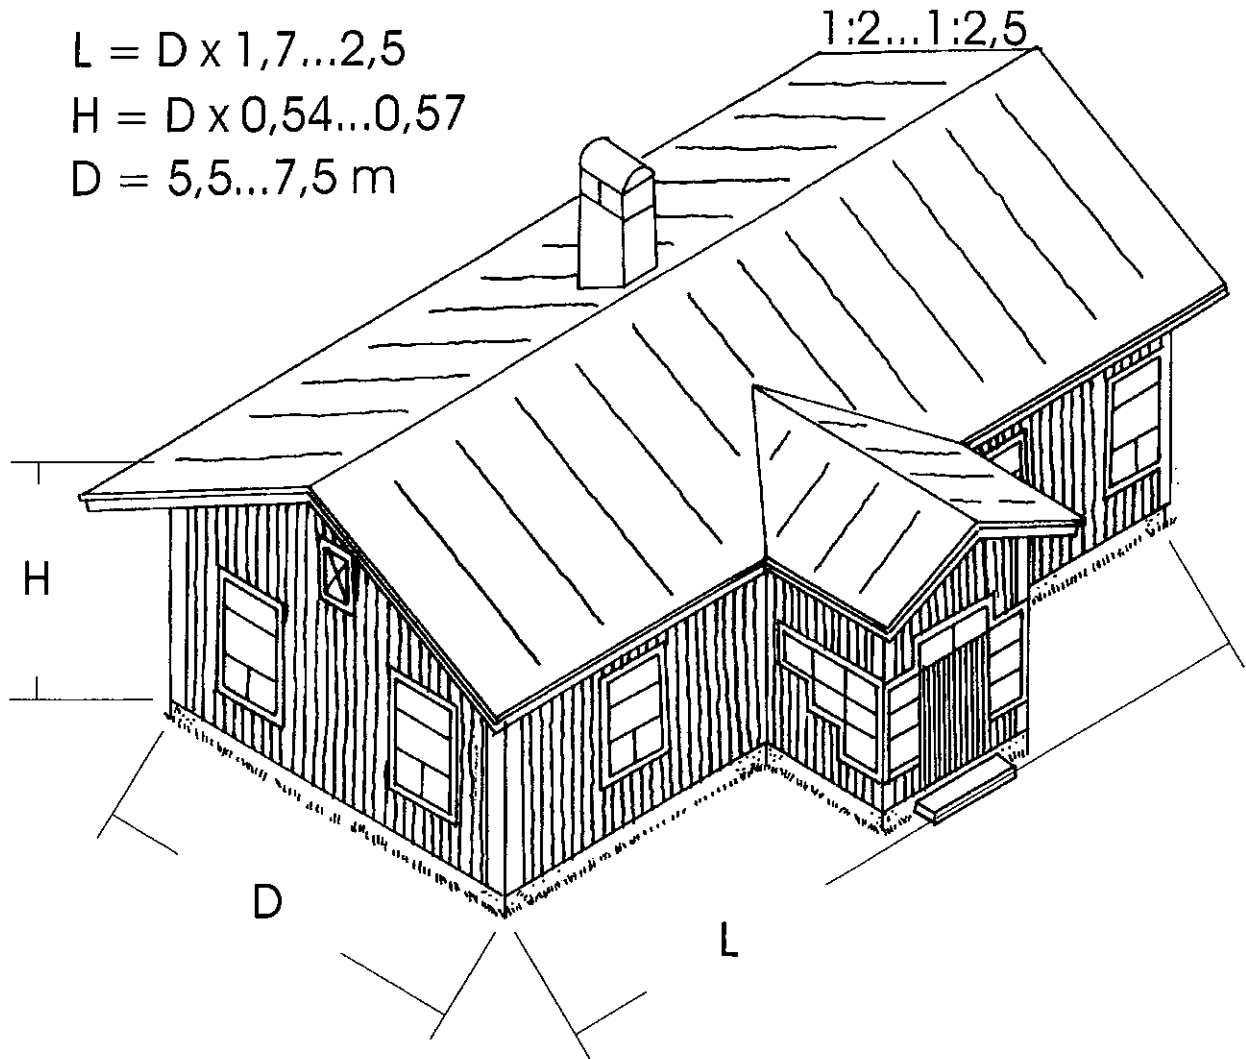 1:2...1:2,5
L = D x 1,7...2,5
H = D x 0,54...0,57
D = 5,5...7,5 m
H
D
L